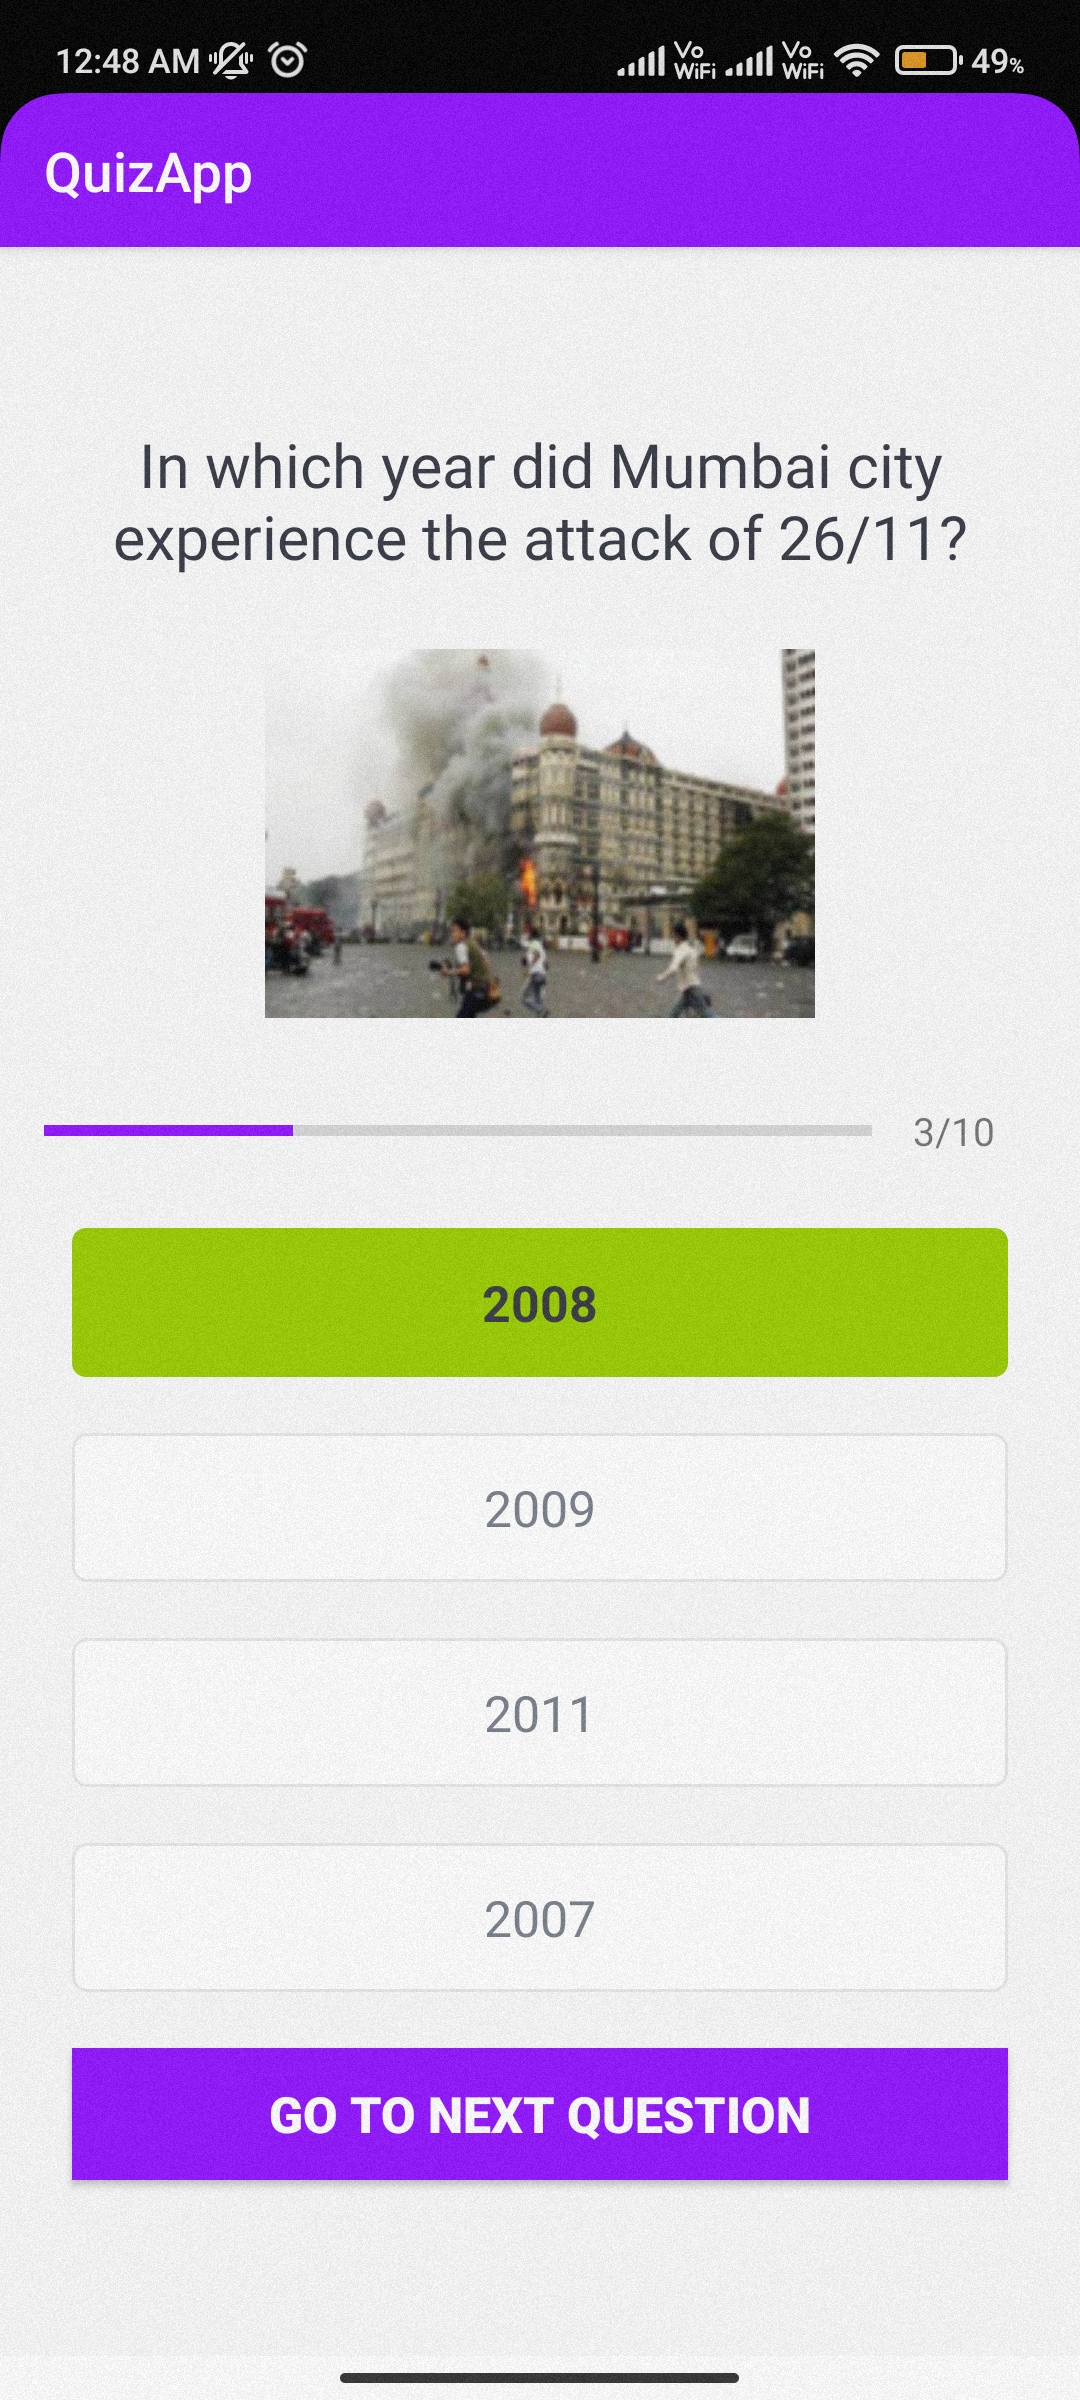 12:48 AM Vo WiFi Vo WiFi 49%
QuizApp
In which year did Mumbai city
experience the attack of 26/11?
3/10
2008
2009
2011
2007
GO TO NEXT QUESTION